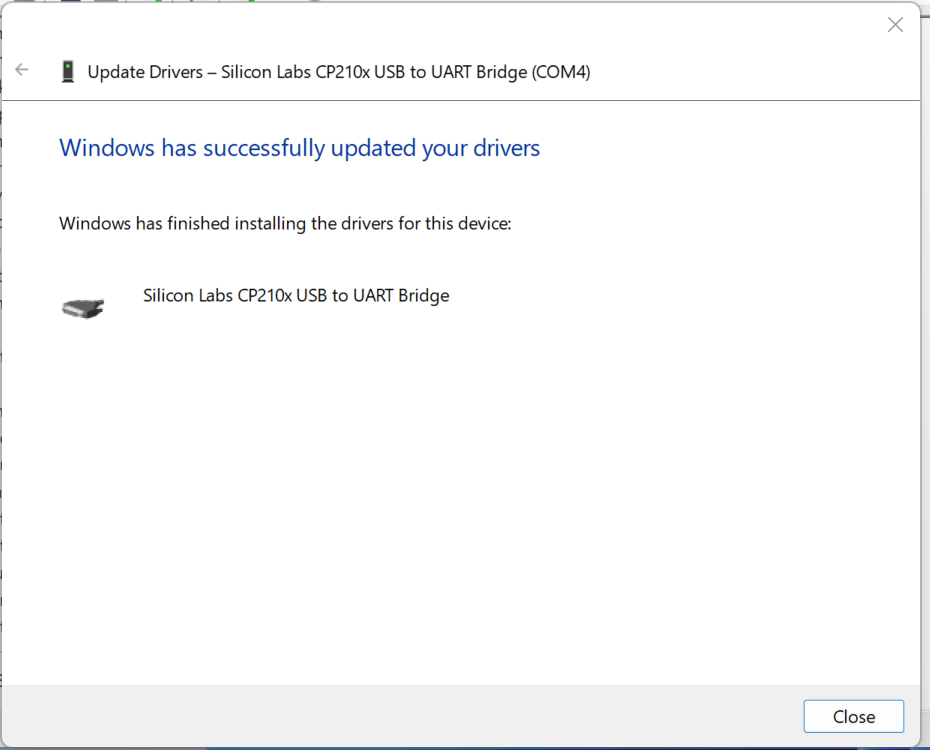 Update Drivers – Silicon Labs CP210x USB to UART Bridge (COM4)
Windows has successfully updated your drivers
Windows has finished installing the drivers for this device:
Silicon Labs CP210x USB to UART Bridge
Close